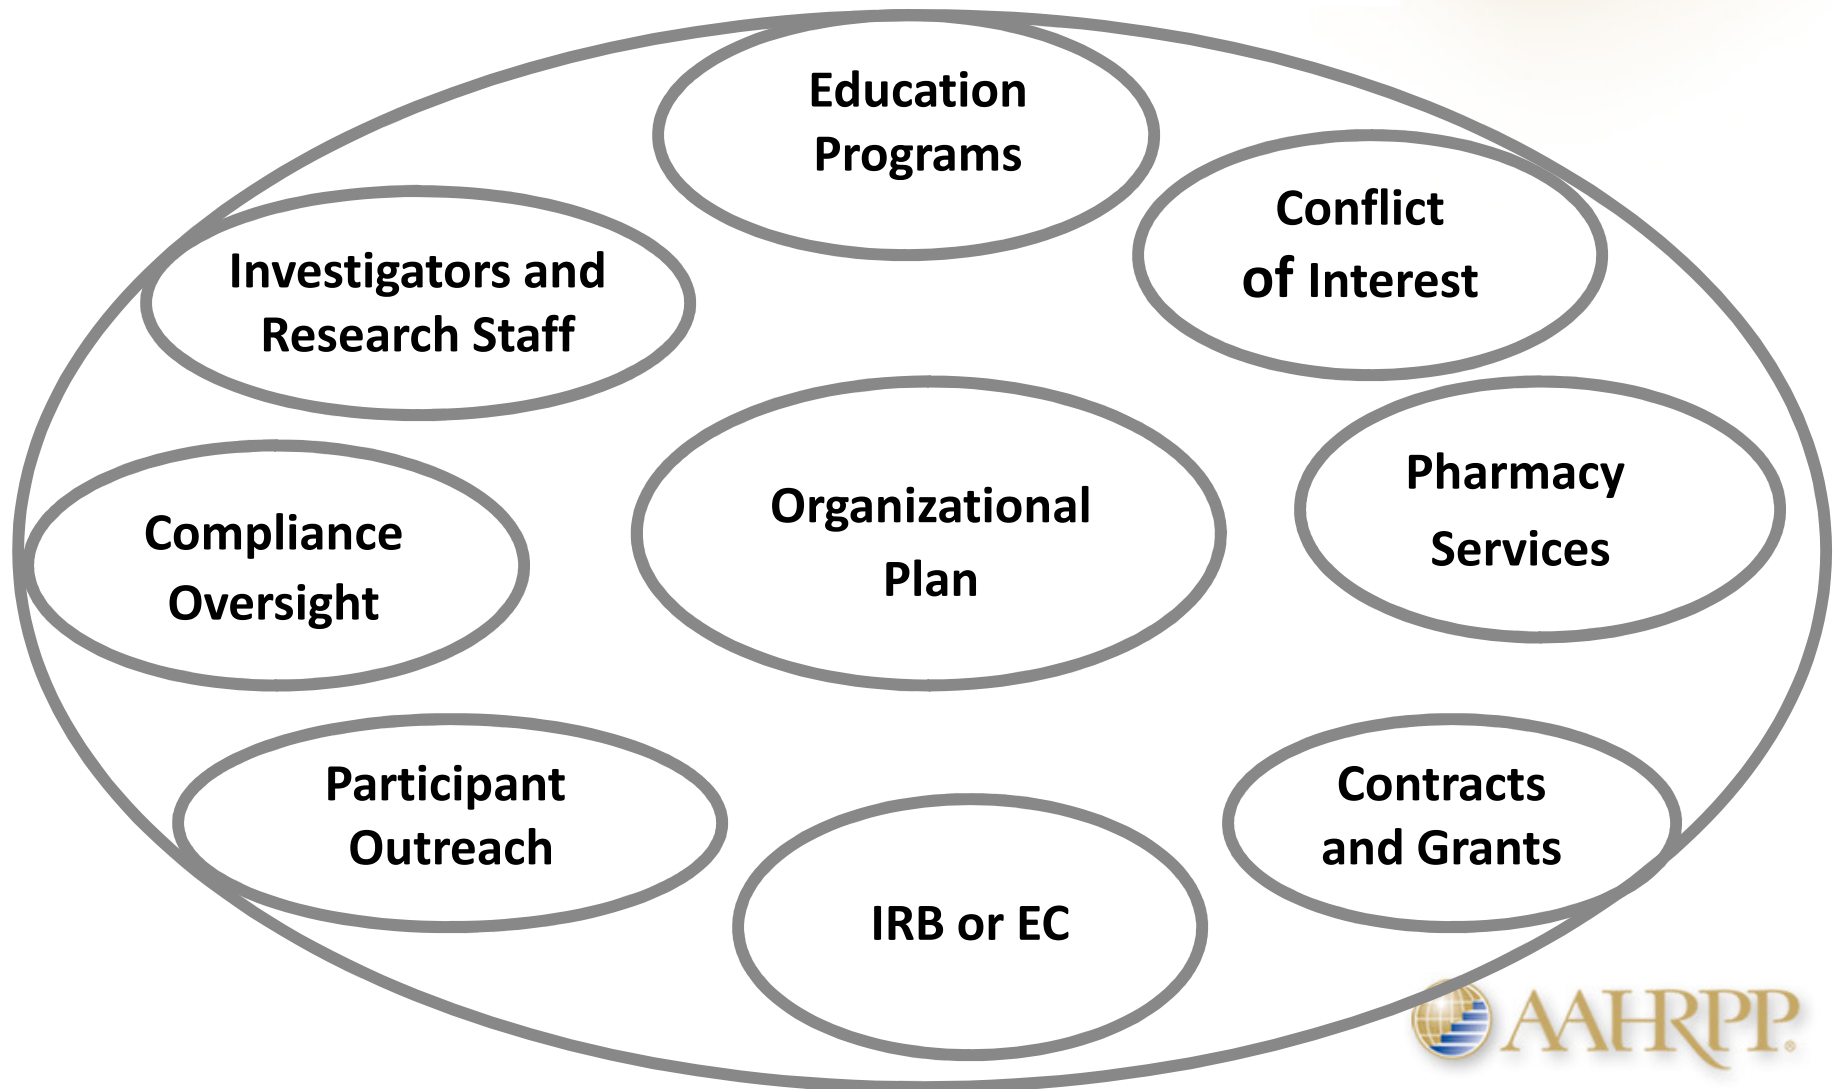 Education
Programs
Conflict
of Interest
Investigators and
Research Staff
Organizational
Plan
Pharmacy
Services
Compliance
Oversight
Participant
Outreach
Contracts
and Grants
IRB or EC
AAHRPP®